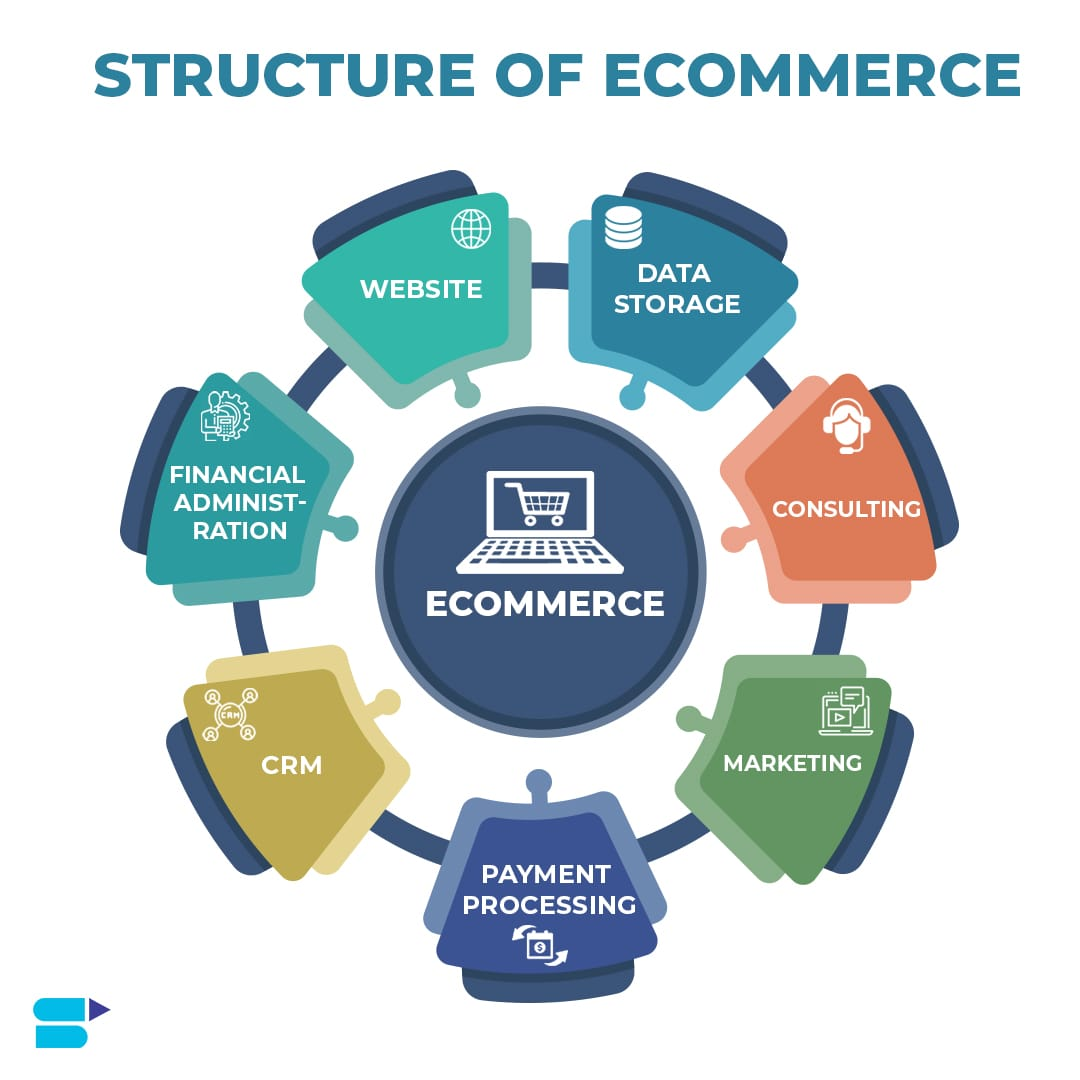 STRUCTURE OF ECOMMERCE
WEBSITE
DATA
STORAGE
CONSULTING
MARKETING
PAYMENT
PROCESSING
CRM
CRM
FINANCIAL
ADMINIST-
RATION
ECOMMERCE